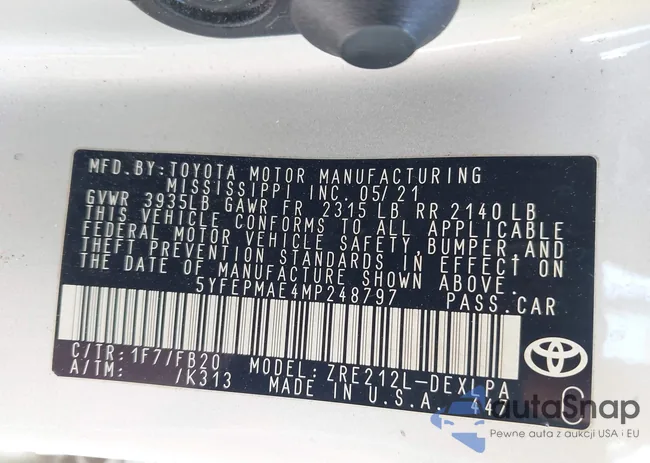 MFD.BY:TOYOTA MOTOR MANUFACTURING
MISSISSIPPI INC. 05/21
GVWR 3935LB GAWR FR 2315 LB RR 2140 LB
THIS VEHICLE CONFORMS TO ALL APPLICABLE
FEDERAL MOTOR VEHICLE SAFETY, BUMPER, AND
THEFT PREVENTION STANDARDS IN EFFECT ON
THE DATE OF MANUFACTURE SHOWN ABOVE.
5YFEPMAE4MP248797 PASS.CAR
C/TR:1F7/FB20 MODEL: ZRE212L-DEXLPA
A/TM: /K313 MADE IN U.S.A.
C
autoSnap
Pewne auta z aukcji USA i EU